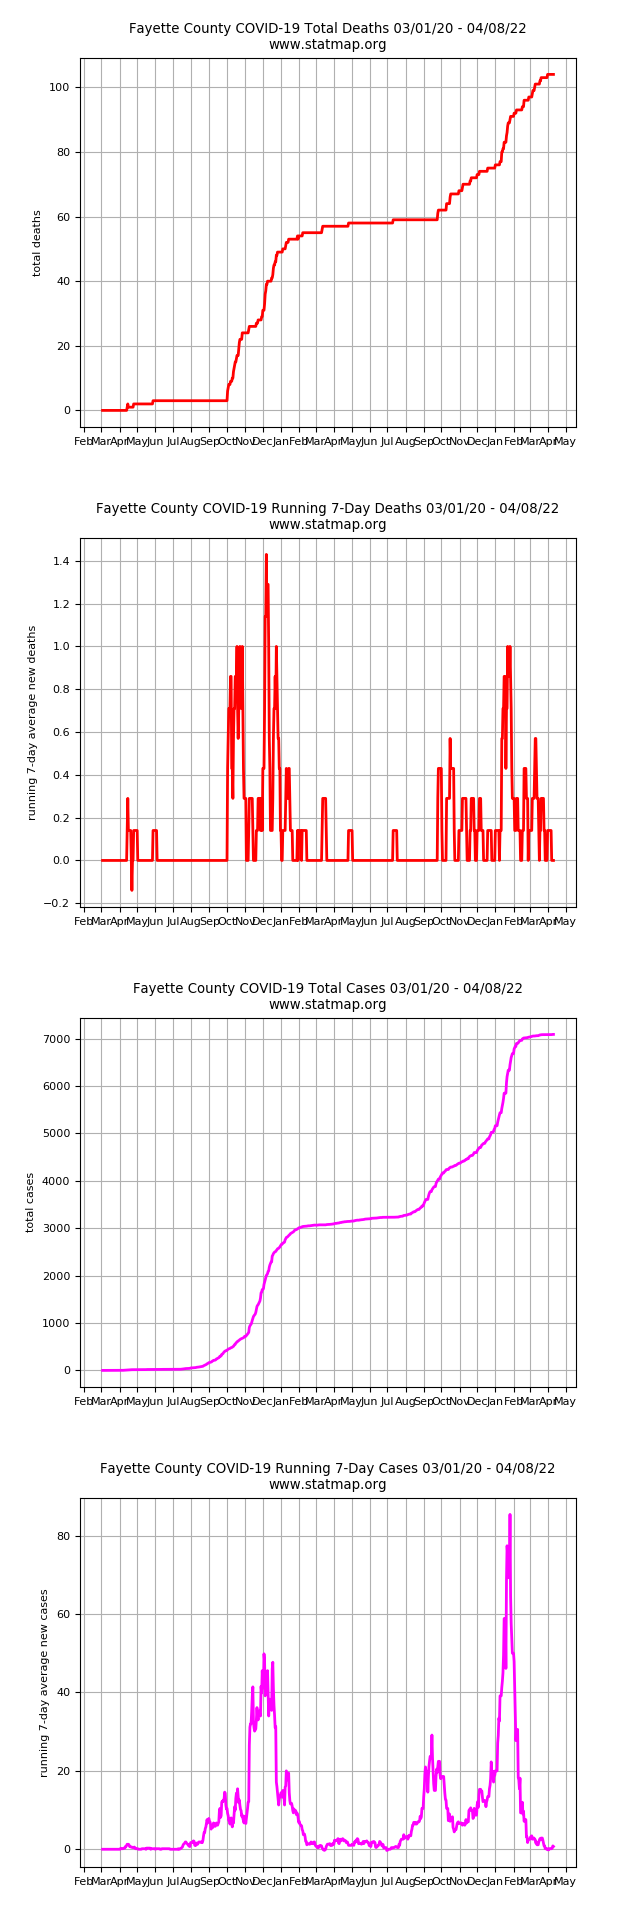 Fayette County COVID-19 Total Deaths 03/01/20 - 04/08/22
www.statmap.org
100
80
60
40
20
0
total deaths
Feb Mar Apr May Jun Jul Aug Sep Oct Nov Dec Jan Feb Mar Apr May Jun Jul Aug Sep Oct Nov Dec Jan Feb Mar Apr May
Fayette County COVID-19 Running 7-Day Deaths 03/01/20 - 04/08/22
www.statmap.org
1.4
1.2
1.0
0.8
0.6
0.4
0.2
0.0
−0.2
running 7-day average new deaths
Feb Mar Apr May Jun Jul Aug Sep Oct Nov Dec Jan Feb Mar Apr May Jun Jul Aug Sep Oct Nov Dec Jan Feb Mar Apr May
Fayette County COVID-19 Total Cases 03/01/20 - 04/08/22
www.statmap.org
7000
6000
5000
4000
3000
2000
1000
0
total cases
Feb Mar Apr May Jun Jul Aug Sep Oct Nov Dec Jan Feb Mar Apr May Jun Jul Aug Sep Oct Nov Dec Jan Feb Mar Apr May
Fayette County COVID-19 Running 7-Day Cases 03/01/20 - 04/08/22
www.statmap.org
80
60
40
20
0
running 7-day average new cases
Feb Mar Apr May Jun Jul Aug Sep Oct Nov Dec Jan Feb Mar Apr May Jun Jul Aug Sep Oct Nov Dec Jan Feb Mar Apr May